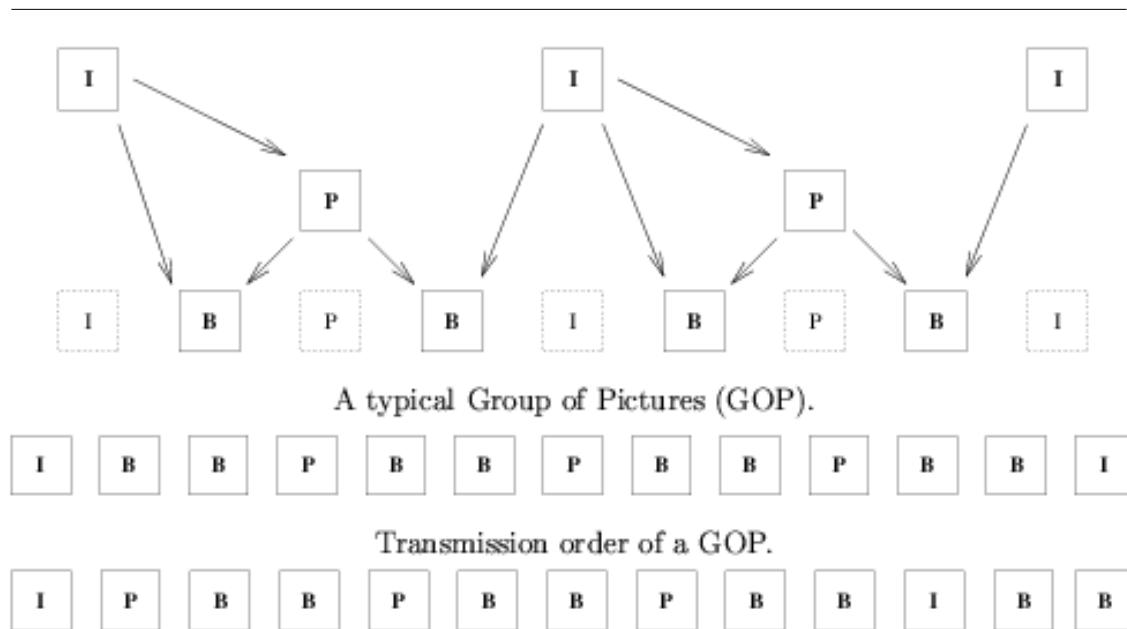 I I I
P P
I B P B I B P B I
A typical Group of Pictures (GOP).
I B B P B B P B B P B B I
Transmission order of a GOP.
I P B B P B B P B B I B B